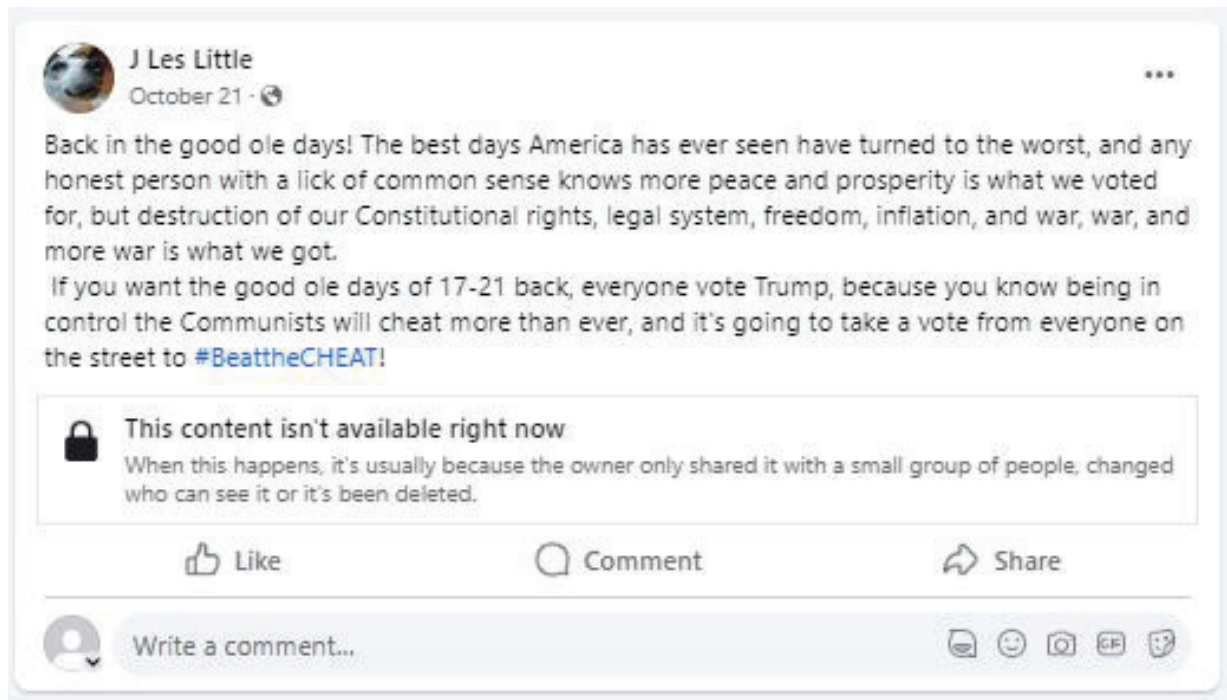 J Les Little
October 21 ·
Back in the good ole days! The best days America has ever seen have turned to the worst, and any
honest person with a lick of common sense knows more peace and prosperity is what we voted
for, but destruction of our Constitutional rights, legal system, freedom, inflation, and war, war, and
more war is what we got.
If you want the good ole days of 17-21 back, everyone vote Trump, because you know being in
control the Communists will cheat more than ever, and it's going to take a vote from everyone on
the street to #BeattheCHEAT!
This content isn't available right now
When this happens, it's usually because the owner only shared it with a small group of people, changed
who can see it or it's been deleted.
Like Comment Share
Write a comment... GIF